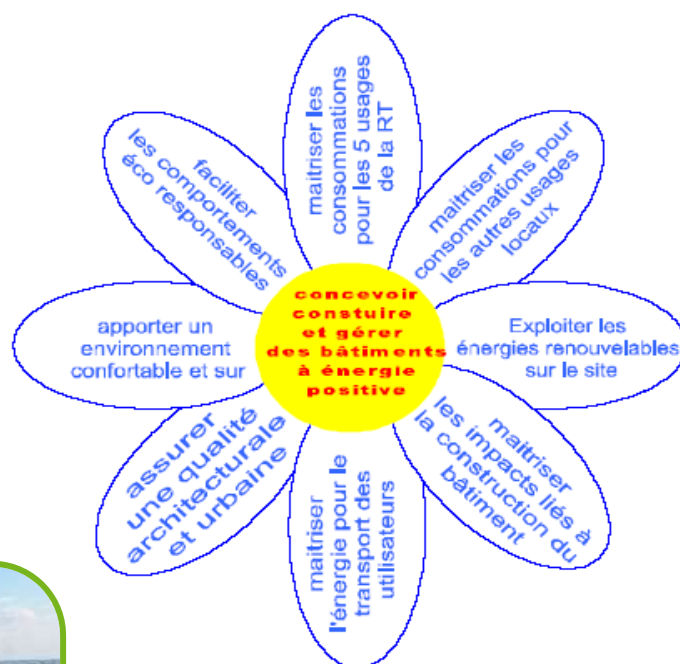 maitriser les
consommations
pour les 5 usages
de la RT
maitriser les
consommations pour
les autres usages
locaux
Exploiter les
énergies renouvelables
sur le site
maitriser
les impacts liés à
la construction du
bâtiment
maitriser
l'énergie pour le
transport des
utilisateurs
assurer
une qualité
architecturale
et urbaine
apporter un
environnement
confortable et sur
faciliter
les comportements
éco responsables
concevoir
constuire
et gérer
des bâtiments
à énergie
positive